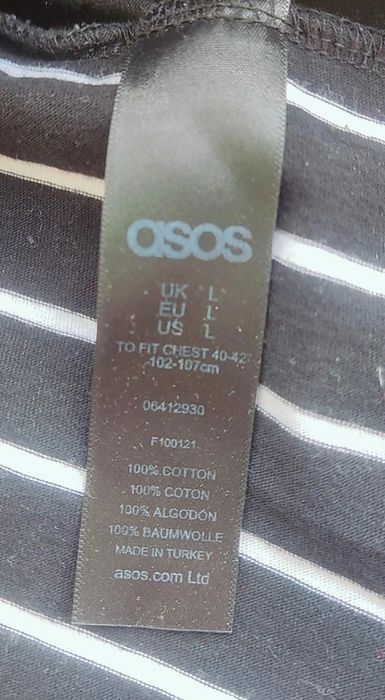 asos
UK L
EU L
US L
TO FIT CHEST 40-42"
102-107cm
06412930
F100121
100% COTTON
100% COTON
100% ALGODÓN
100% BAUMWOLLE
MADE IN TURKEY
asos.com Ltd